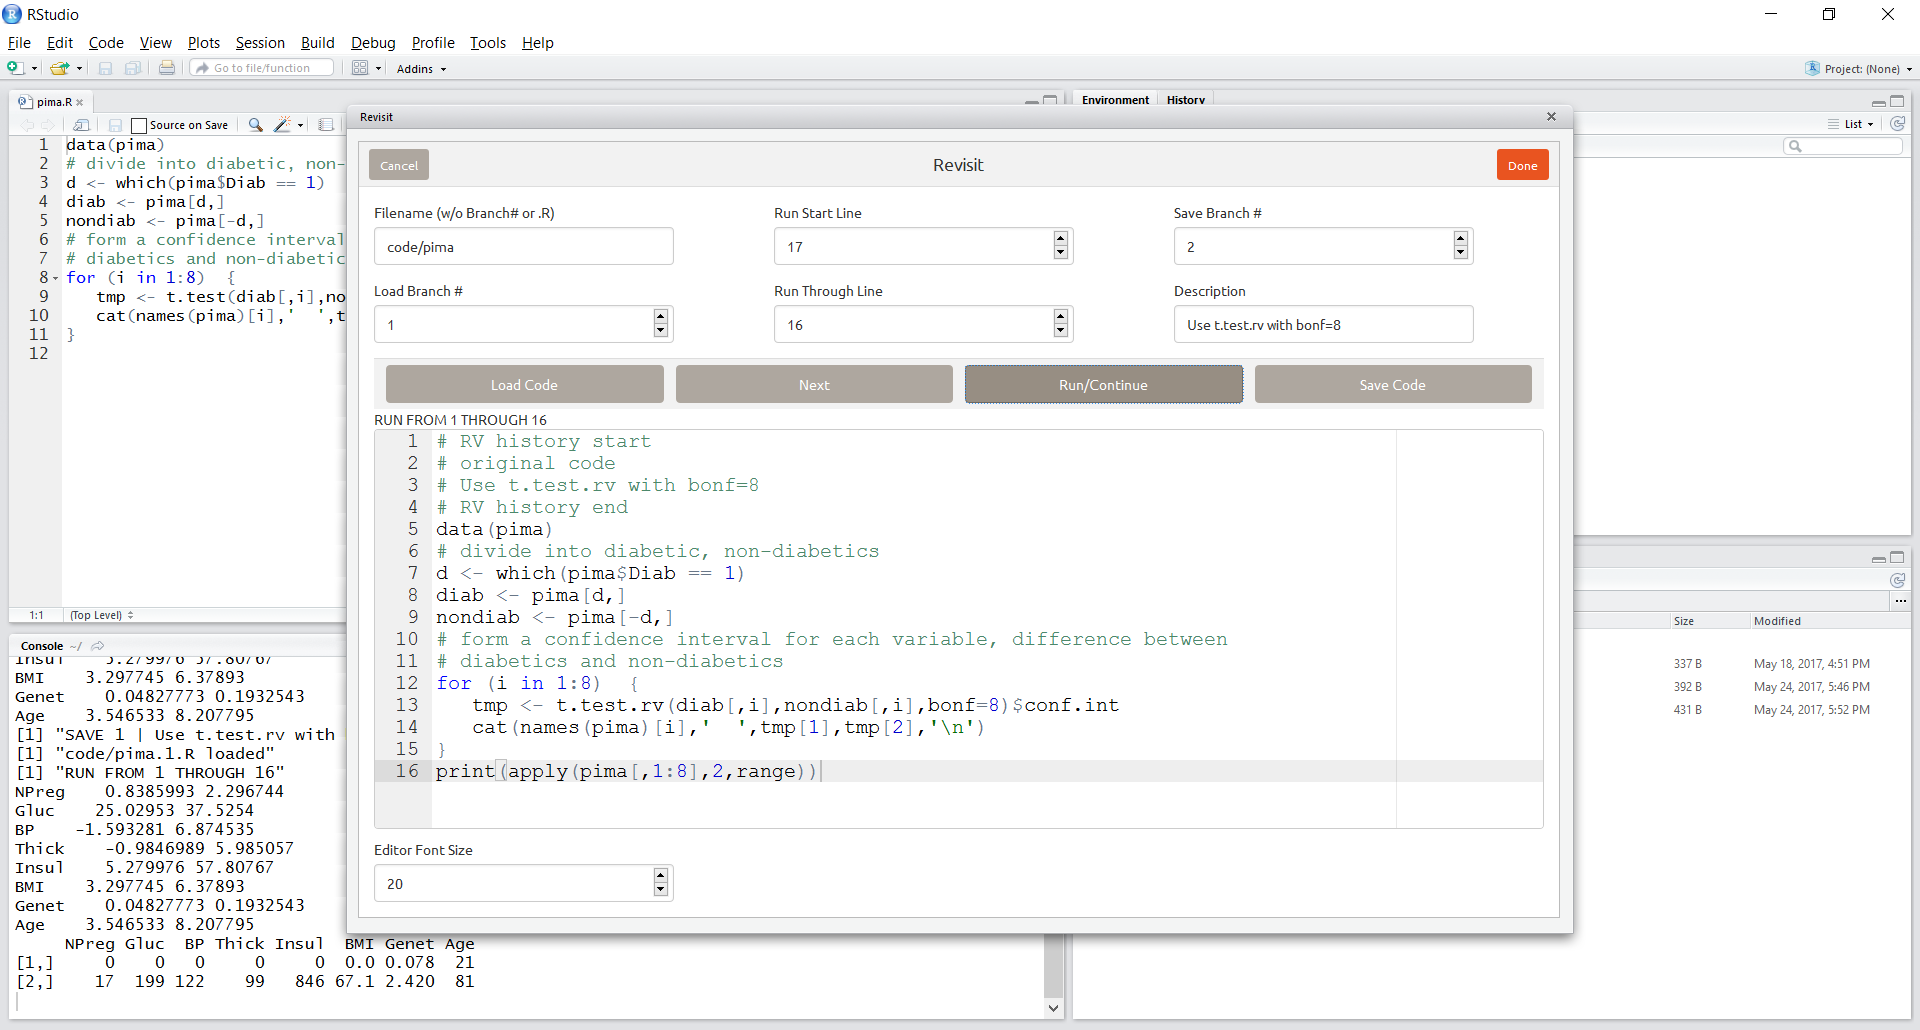 RStudio
File Edit Code View Plots Session Build Debug Profile Tools Help
Go to file/function Addins Project: (None)
pima.R
Source on Save
1 data(pima)
2 # divide into diabetic, non-
3 d <- which(pima$Diab == 1)
4 diab <- pima[d,]
5 nondiab <- pima[-d,]
6 # form a confidence interval
7 # diabetics and non-diabetic
8 for (i in 1:8) {
9 tmp <- t.test(diab[,i],no
10 cat(names(pima)[i],' ',t
11 }
12
1:1 (Top Level)
Console ~/
Insul 5.279976 57.80767
BMI 3.297745 6.37893
Genet 0.04827773 0.1932543
Age 3.546533 8.207795
[1] "SAVE 1 | Use t.test.rv with
[1] "code/pima.1.R loaded"
[1] "RUN FROM 1 THROUGH 16"
NPreg 0.8385993 2.296744
Gluc 25.02953 37.5254
BP -1.593281 6.874535
Thick -0.9846989 5.985057
Insul 5.279976 57.80767
BMI 3.297745 6.37893
Genet 0.04827773 0.1932543
Age 3.546533 8.207795
NPreg Gluc BP Thick Insul BMI Genet Age
[1,] 0 0 0 0 0 0.0 0.078 21
[2,] 17 199 122 99 846 67.1 2.420 81
Revisit
Cancel Revisit Done
Filename (w/o Branch# or .R) Run Start Line Save Branch #
code/pima 17 2
Load Branch # Run Through Line Description
1 16 Use t.test.rv with bonf=8
Load Code Next Run/Continue Save Code
RUN FROM 1 THROUGH 16
1 # RV history start
2 # original code
3 # Use t.test.rv with bonf=8
4 # RV history end
5 data(pima)
6 # divide into diabetic, non-diabetics
7 d <- which(pima$Diab == 1)
8 diab <- pima[d,]
9 nondiab <- pima[-d,]
10 # form a confidence interval for each variable, difference between
11 # diabetics and non-diabetics
12 for (i in 1:8) {
13 tmp <- t.test.rv(diab[,i],nondiab[,i],bonf=8)$conf.int
14 cat(names(pima)[i],' ',tmp[1],tmp[2],'\n')
15 }
16 print(apply(pima[,1:8],2,range))
Editor Font Size
20
Environment History
List
Size Modified
337 B May 18, 2017, 4:51 PM
392 B May 24, 2017, 5:46 PM
431 B May 24, 2017, 5:52 PM